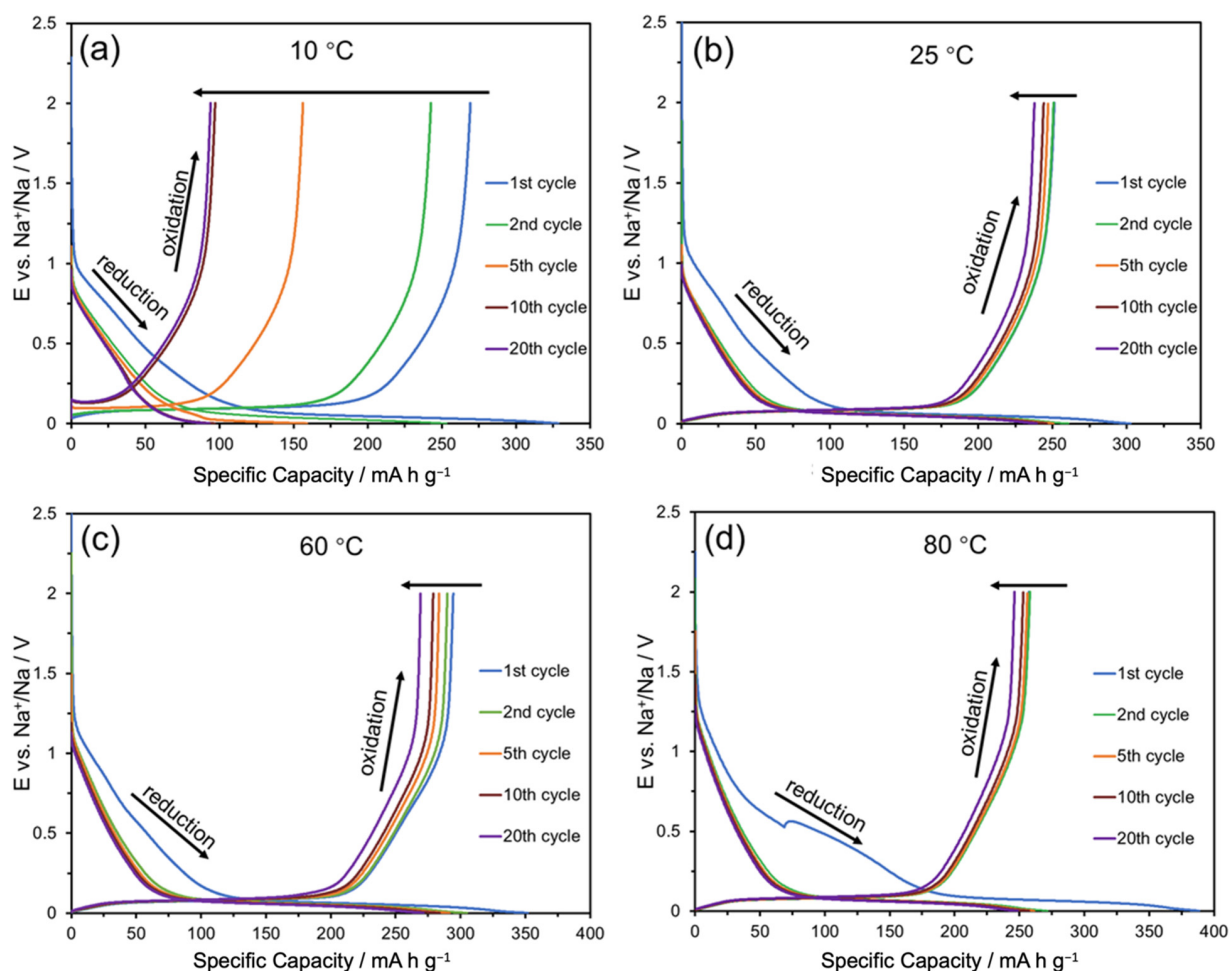 (a)
10 °C
2.5
2
1.5
1
0.5
0
E vs. Na⁺/Na / V
oxidation
reduction
1st cycle
2nd cycle
5th cycle
10th cycle
20th cycle
0 50 100 150 200 250 300 350
Specific Capacity / mA h g⁻¹
(b)
25 °C
2.5
2
1.5
1
0.5
0
E vs. Na⁺/Na / V
reduction
oxidation
1st cycle
2nd cycle
5th cycle
10th cycle
20th cycle
0 50 100 150 200 250 300 350
Specific Capacity / mA h g⁻¹
(c)
60 °C
2.5
2
1.5
1
0.5
0
E vs. Na⁺/Na / V
reduction
oxidation
1st cycle
2nd cycle
5th cycle
10th cycle
20th cycle
0 50 100 150 200 250 300 350 400
Specific Capacity / mA h g⁻¹
(d)
80 °C
2.5
2
1.5
1
0.5
0
E vs. Na⁺/Na / V
reduction
oxidation
1st cycle
2nd cycle
5th cycle
10th cycle
20th cycle
0 50 100 150 200 250 300 350 400
Specific Capacity / mA h g⁻¹